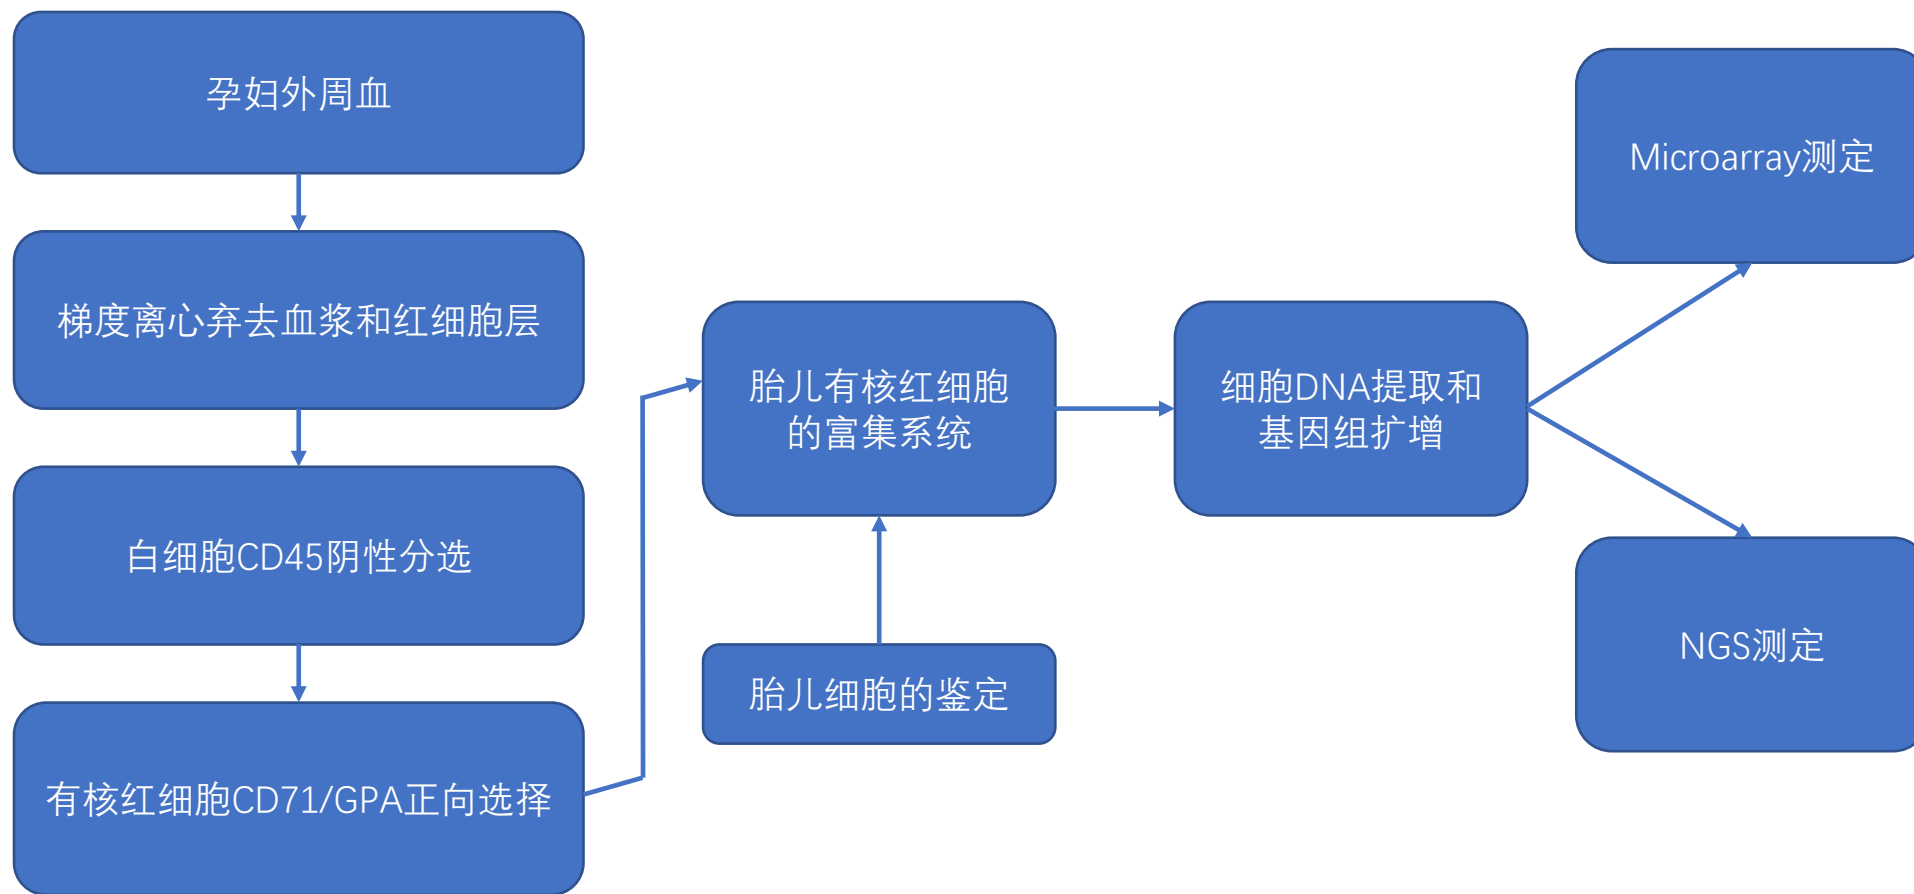 孕妇外周血
梯度离心弃去血浆和红细胞层
白细胞CD45阴性分选
有核红细胞CD71/GPA正向选择
胎儿有核红细胞
的富集系统
胎儿细胞的鉴定
细胞DNA提取和
基因组扩增
Microarray测定
NGS测定